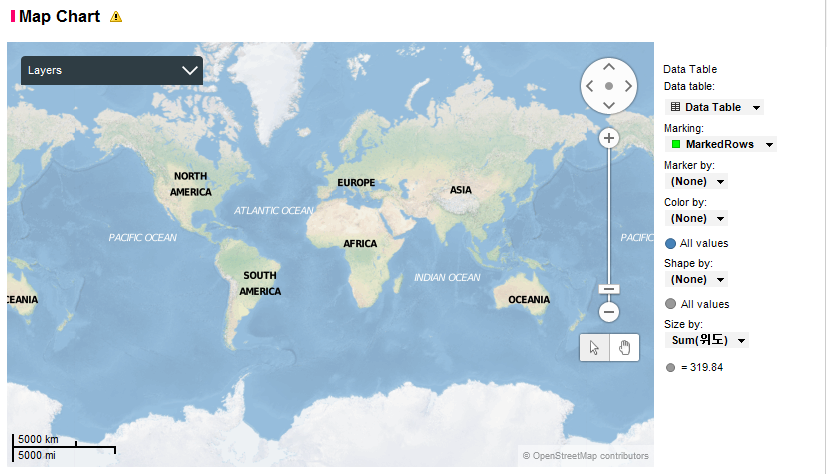 Map Chart
Layers
NORTH
AMERICA
EUROPE
ASIA
ATLANTIC OCEAN
PACIFIC OCEAN
PACIFIC
AFRICA
SOUTH
AMERICA
INDIAN OCEAN
CEANIA
OCEANIA
5000 km
5000 mi
© OpenStreetMap contributors
Data Table
Data table:
Data Table
Marking:
MarkedRows
Marker by:
(None)
Color by:
(None)
All values
Shape by:
(None)
All values
Size by:
Sum(위도)
= 319.84